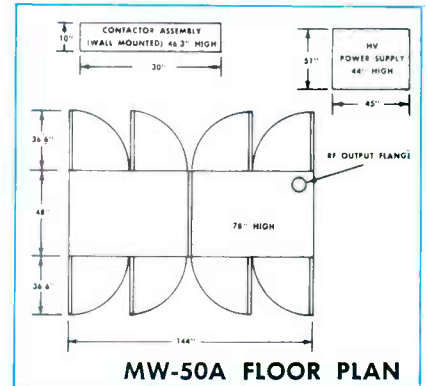 10"
CONTACTOR ASSEMBLY
(WALL MOUNTED) 46.3" HIGH
30"
51"
HV
POWER SUPPLY
44" HIGH
45"
36.6"
RF OUTPUT FLANGE
48"
78" HIGH
36.6"
144"
MW-50A FLOOR PLAN